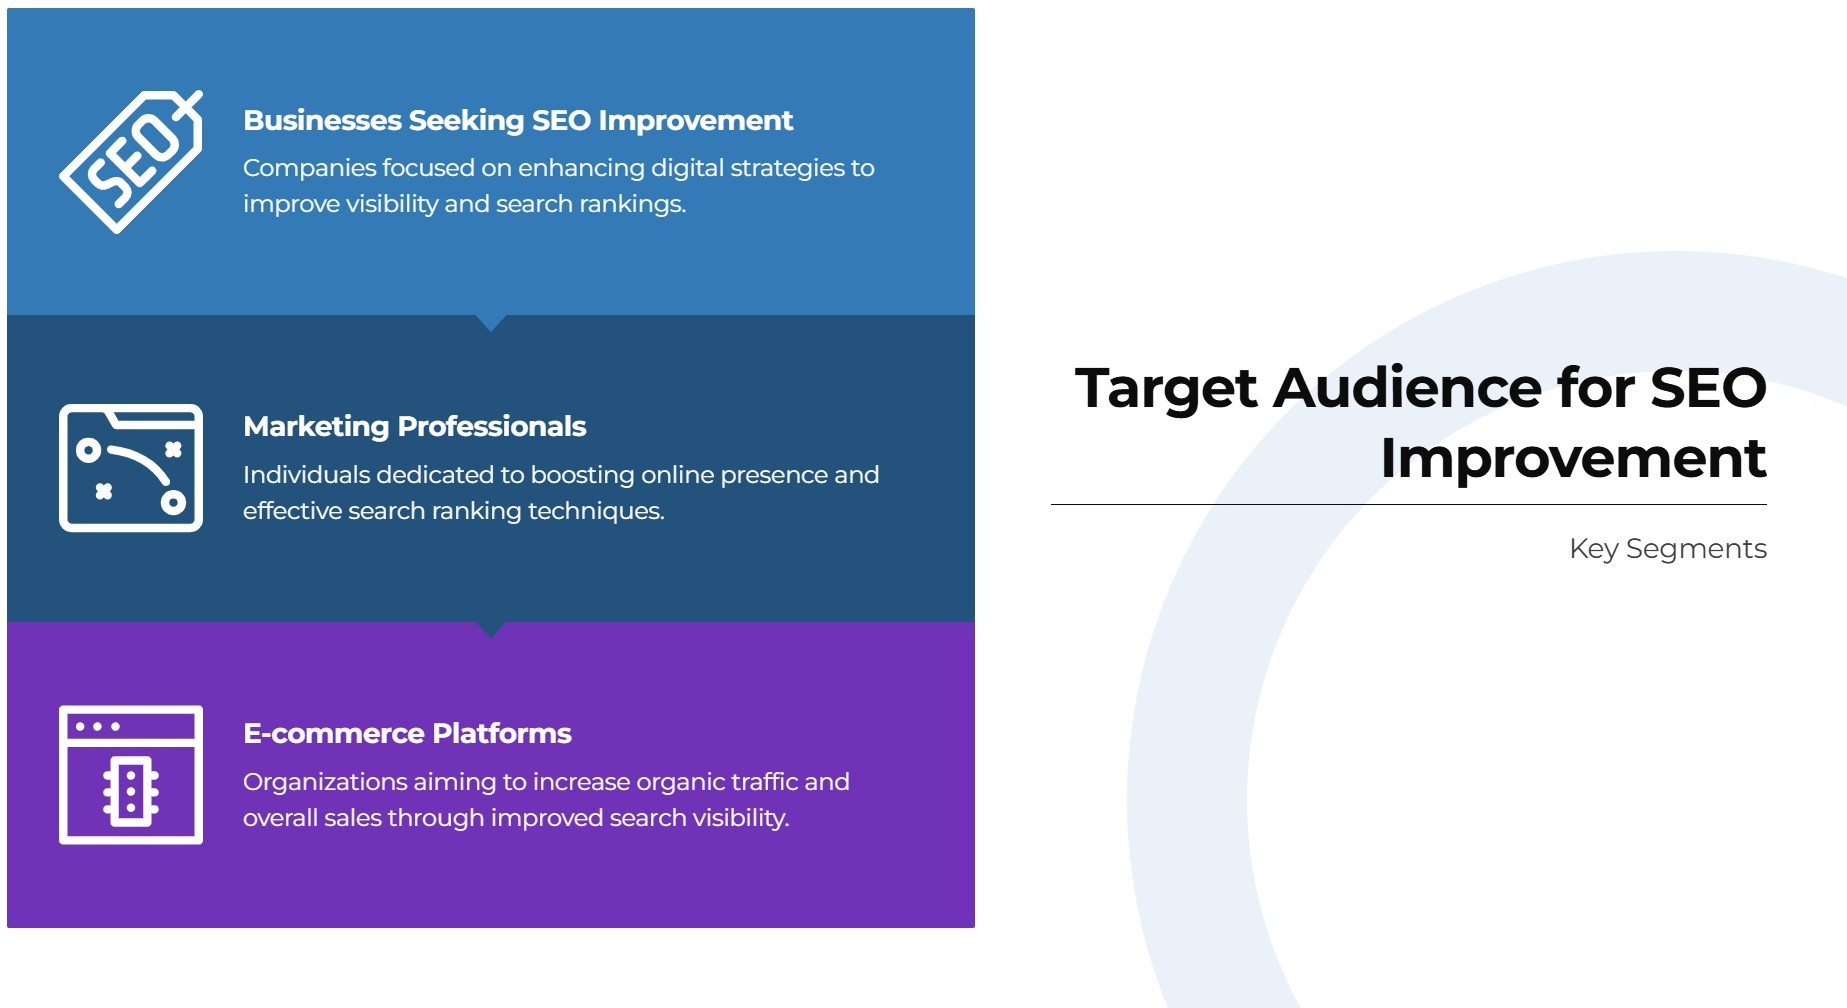 SEO
Businesses Seeking SEO Improvement
Companies focused on enhancing digital strategies to
improve visibility and search rankings.
Marketing Professionals
Individuals dedicated to boosting online presence and
effective search ranking techniques.
E-commerce Platforms
Organizations aiming to increase organic traffic and
overall sales through improved search visibility.
Target Audience for SEO
Improvement
Key Segments